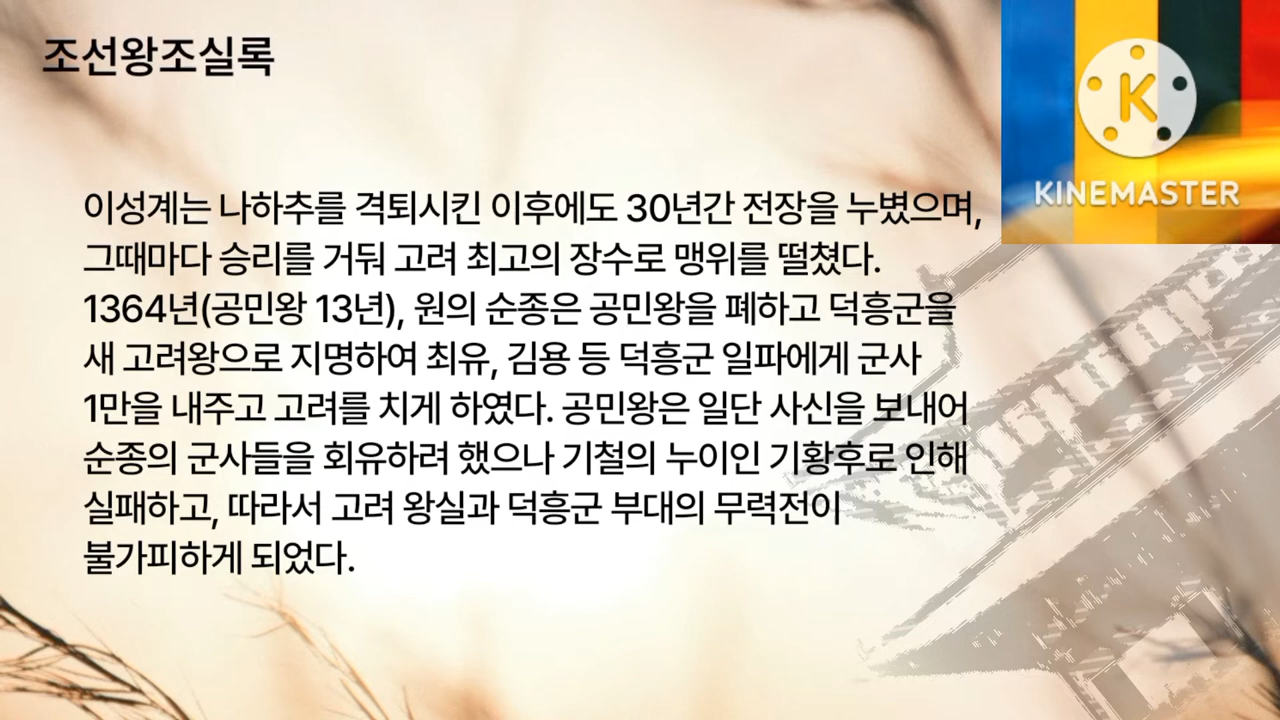 조선왕조실록
KINEMASTER
이성계는 나하추를 격퇴시킨 이후에도 30년간 전장을 누볐으며,
그때마다 승리를 거둬 고려 최고의 장수로 맹위를 떨쳤다.
1364년(공민왕 13년), 원의 순종은 공민왕을 폐하고 덕흥군을
새 고려왕으로 지명하여 최유, 김용 등 덕흥군 일파에게 군사
1만을 내주고 고려를 치게 하였다. 공민왕은 일단 사신을 보내어
순종의 군사들을 회유하려 했으나 기철의 누이인 기황후로 인해
실패하고, 따라서 고려 왕실과 덕흥군 부대의 무력전이
불가피하게 되었다.